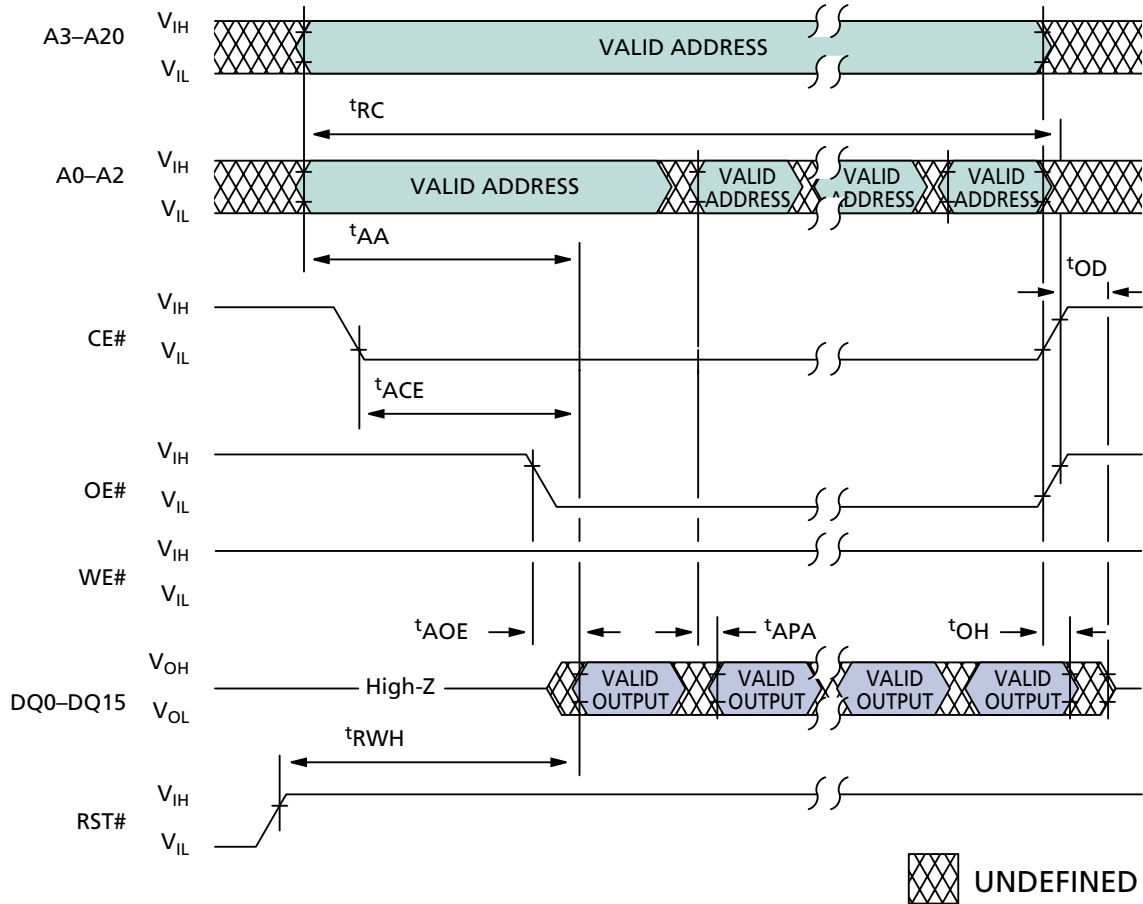 A3–A20
VIH
VIL
VALID ADDRESS
tRC
A0–A2
VIH
VIL
VALID ADDRESS
VALID
ADDRESS
VALID
ADDRESS
VALID
ADDRESS
tAA
tOD
CE#
VIH
VIL
tACE
OE#
VIH
VIL
WE#
VIH
VIL
tAOE
tAPA
tOH
DQ0–DQ15
VOH
VOL
High-Z
VALID
OUTPUT
VALID
OUTPUT
VALID
OUTPUT
VALID
OUTPUT
tRWH
RST#
VIH
VIL
UNDEFINED